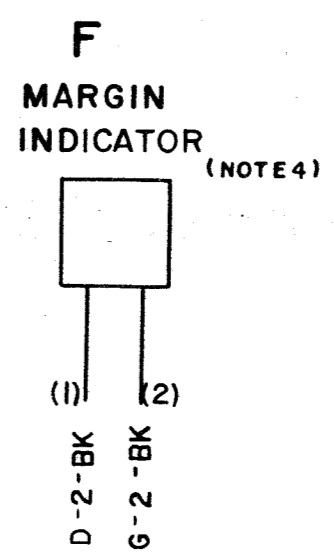 F
MARGIN
INDICATOR
(NOTE 4)
(1) (2)
D-2-BK
G-2-BK